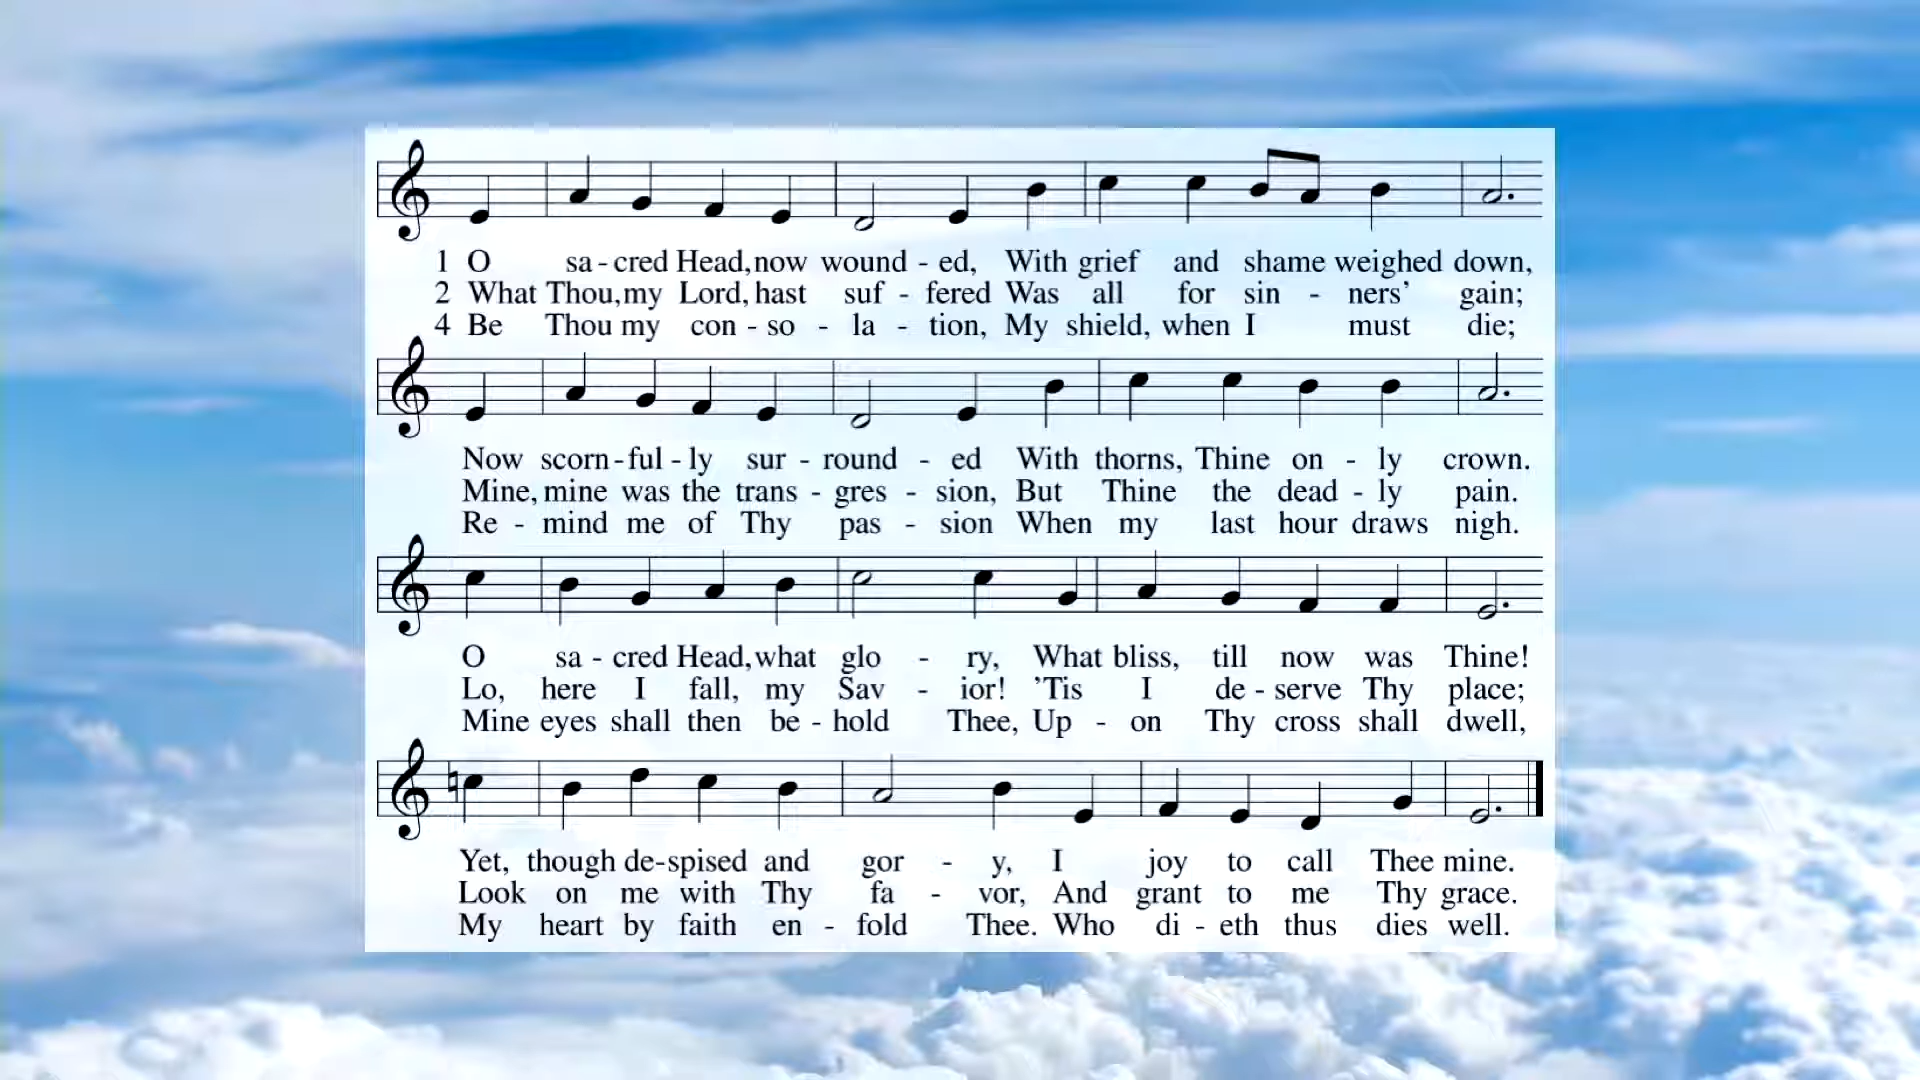 1 O sa - cred Head, now wound - ed, With grief and shame weighed down,
2 What Thou, my Lord, hast suf - fered Was all for sin - ners’ gain;
4 Be Thou my con - so - la - tion, My shield, when I must die;
Now scorn - ful - ly sur - round - ed With thorns, Thine on - ly crown.
Mine, mine was the trans - gres - sion, But Thine the dead - ly pain.
Re - mind me of Thy pas - sion When my last hour draws nigh.
O sa - cred Head, what glo - ry, What bliss, till now was Thine!
Lo, here I fall, my Sav - ior! ’Tis I de - serve Thy place;
Mine eyes shall then be - hold Thee, Up - on Thy cross shall dwell,
Yet, though de - spised and gor - y, I joy to call Thee mine.
Look on me with Thy fa - vor, And grant to me Thy grace.
My heart by faith en - fold Thee. Who di - eth thus dies well.